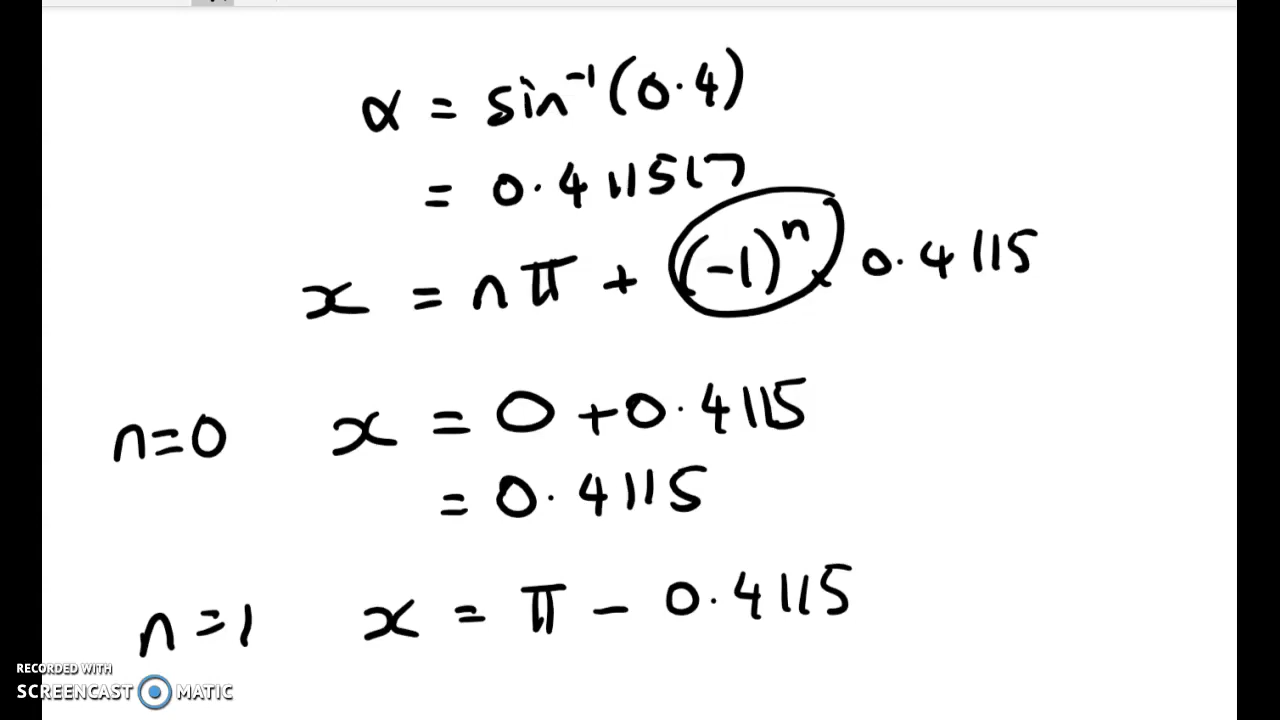 α = sin⁻¹(0.4)
= 0.411517
x = nπ + (-1)ⁿ 0.4115
n=0 x = 0 + 0.4115
= 0.4115
n=1 x = π - 0.4115
RECORDED WITH
SCREENCAST MATIC